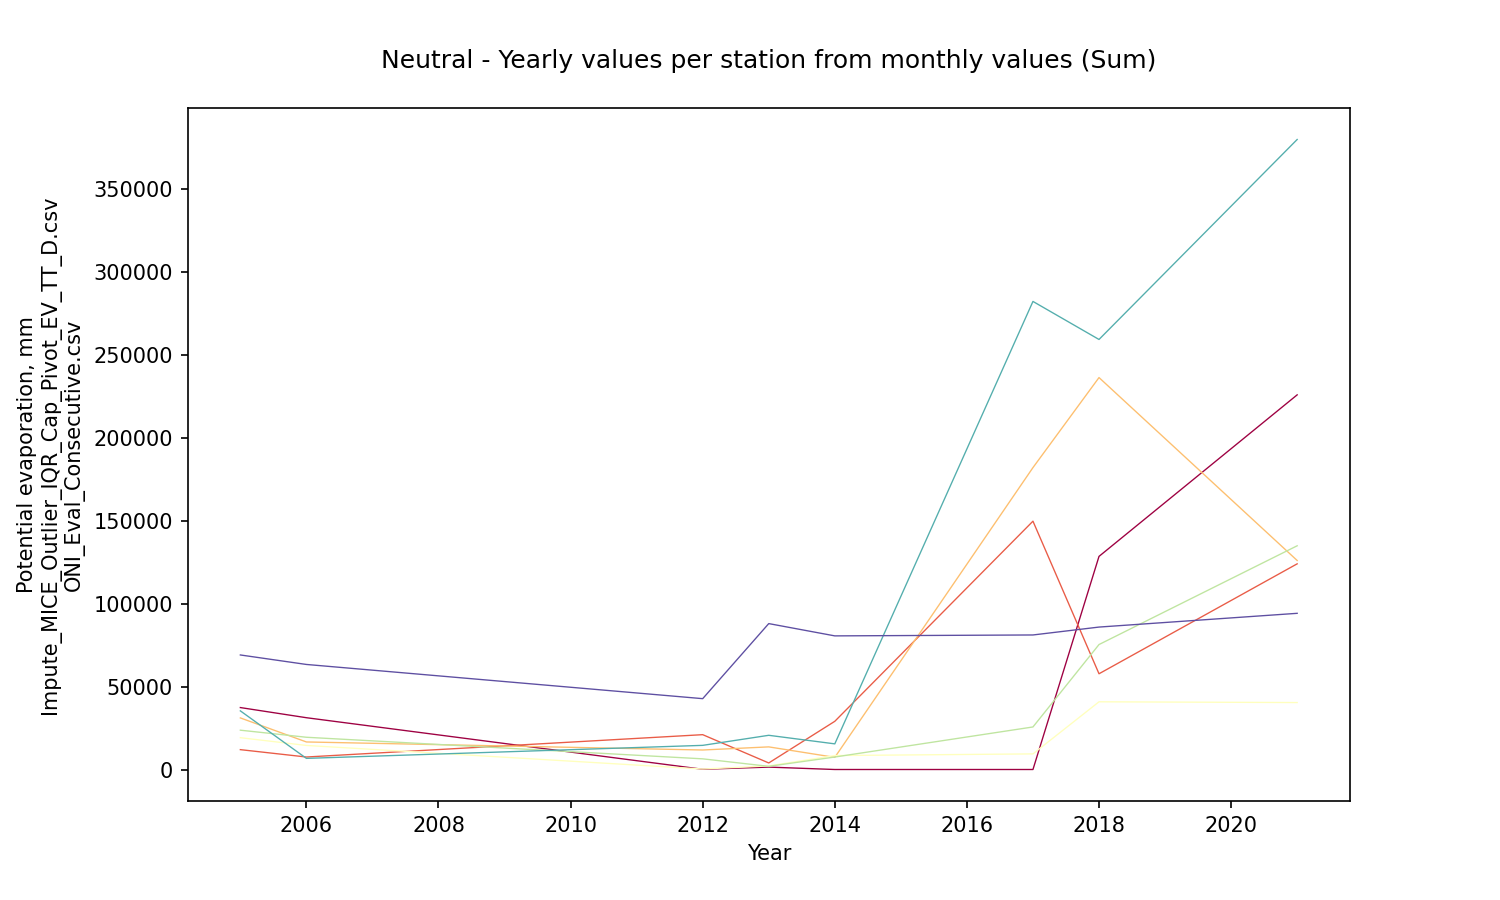 Neutral - Yearly values per station from monthly values (Sum)
Potential evaporation, mm
Impute_MICE_Outlier_IQR_Cap_Pivot_EV_TT_D.csv
ONI_Eval_Consecutive.csv
350000
300000
250000
200000
150000
100000
50000
0
2006 2008 2010 2012 2014 2016 2018 2020
Year